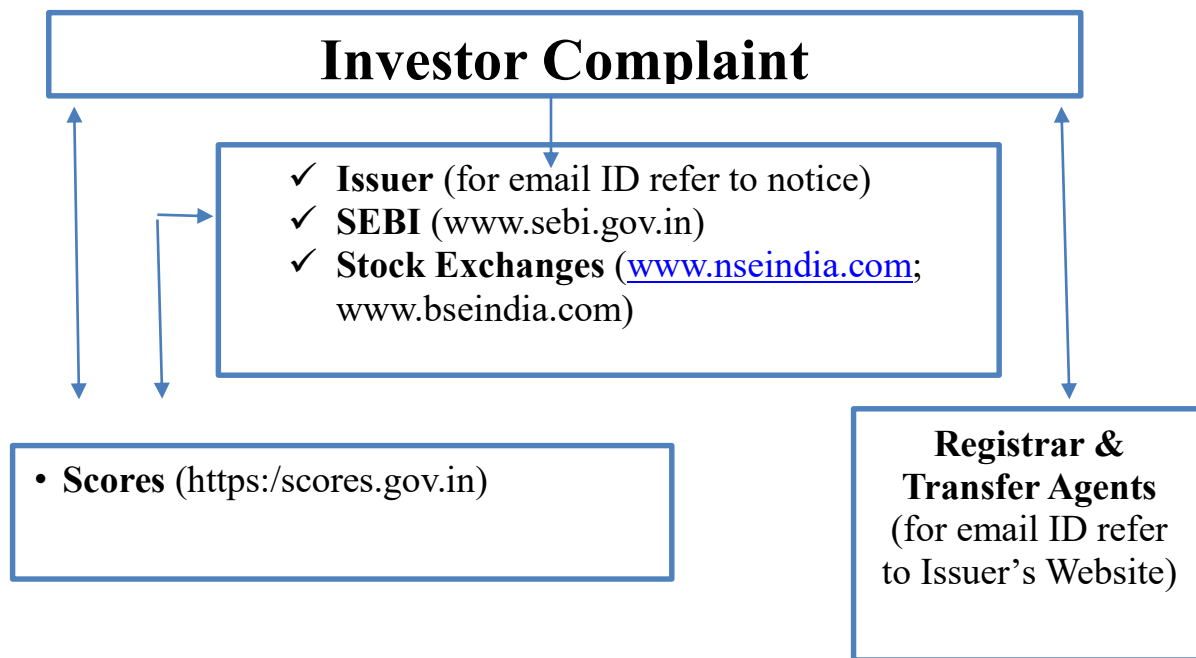 Investor Complaint
✓ Issuer (for email ID refer to notice)
✓ SEBI (www.sebi.gov.in)
✓ Stock Exchanges (www.nseindia.com;
www.bseindia.com)
• Scores (https:/scores.gov.in)
Registrar &
Transfer Agents
(for email ID refer
to Issuer’s Website)